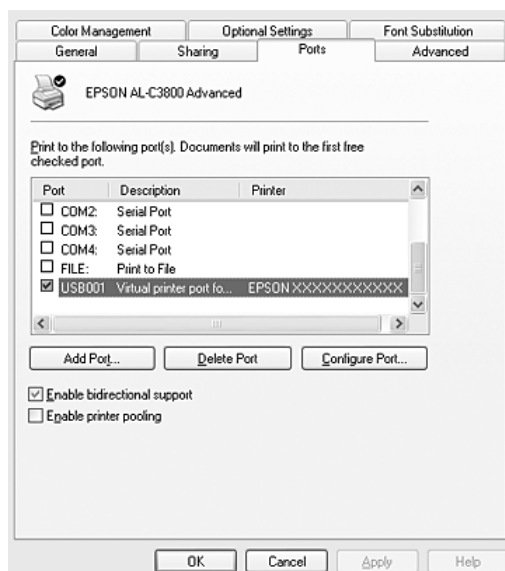 Color Management Optional Settings Font Substitution
General Sharing Ports Advanced
EPSON AL-C3800 Advanced
Print to the following port(s). Documents will print to the first free
checked port.
Port Description Printer
COM2: Serial Port
COM3: Serial Port
COM4: Serial Port
FILE: Print to File
USB001 Virtual printer port fo... EPSON XXXXXXXXXXX
Add Port... Delete Port Configure Port...
Enable bidirectional support
Enable printer pooling
OK Cancel Apply Help